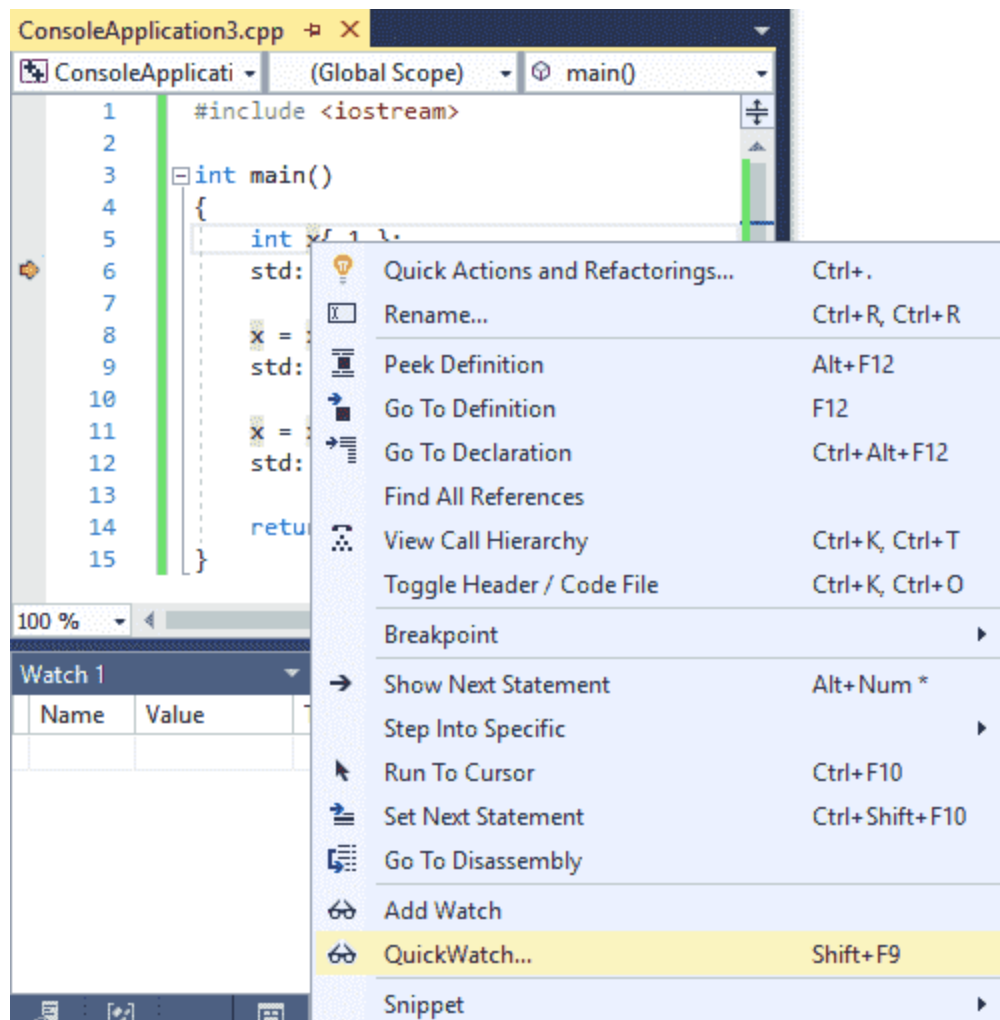 ConsoleApplication3.cpp
ConsoleApplicati (Global Scope) main()
1 #include <iostream>
2
3 int main()
4 {
5 int x{ 1 };
6 std:
7
8 x =
9 std:
10
11 x =
12 std:
13
14 retu
15 }
100 %
Watch 1
Name Value
Quick Actions and Refactorings... Ctrl+.
Rename... Ctrl+R, Ctrl+R
Peek Definition Alt+F12
Go To Definition F12
Go To Declaration Ctrl+Alt+F12
Find All References
View Call Hierarchy Ctrl+K, Ctrl+T
Toggle Header / Code File Ctrl+K, Ctrl+O
Breakpoint
Show Next Statement Alt+Num *
Step Into Specific
Run To Cursor Ctrl+F10
Set Next Statement Ctrl+Shift+F10
Go To Disassembly
Add Watch
QuickWatch... Shift+F9
Snippet